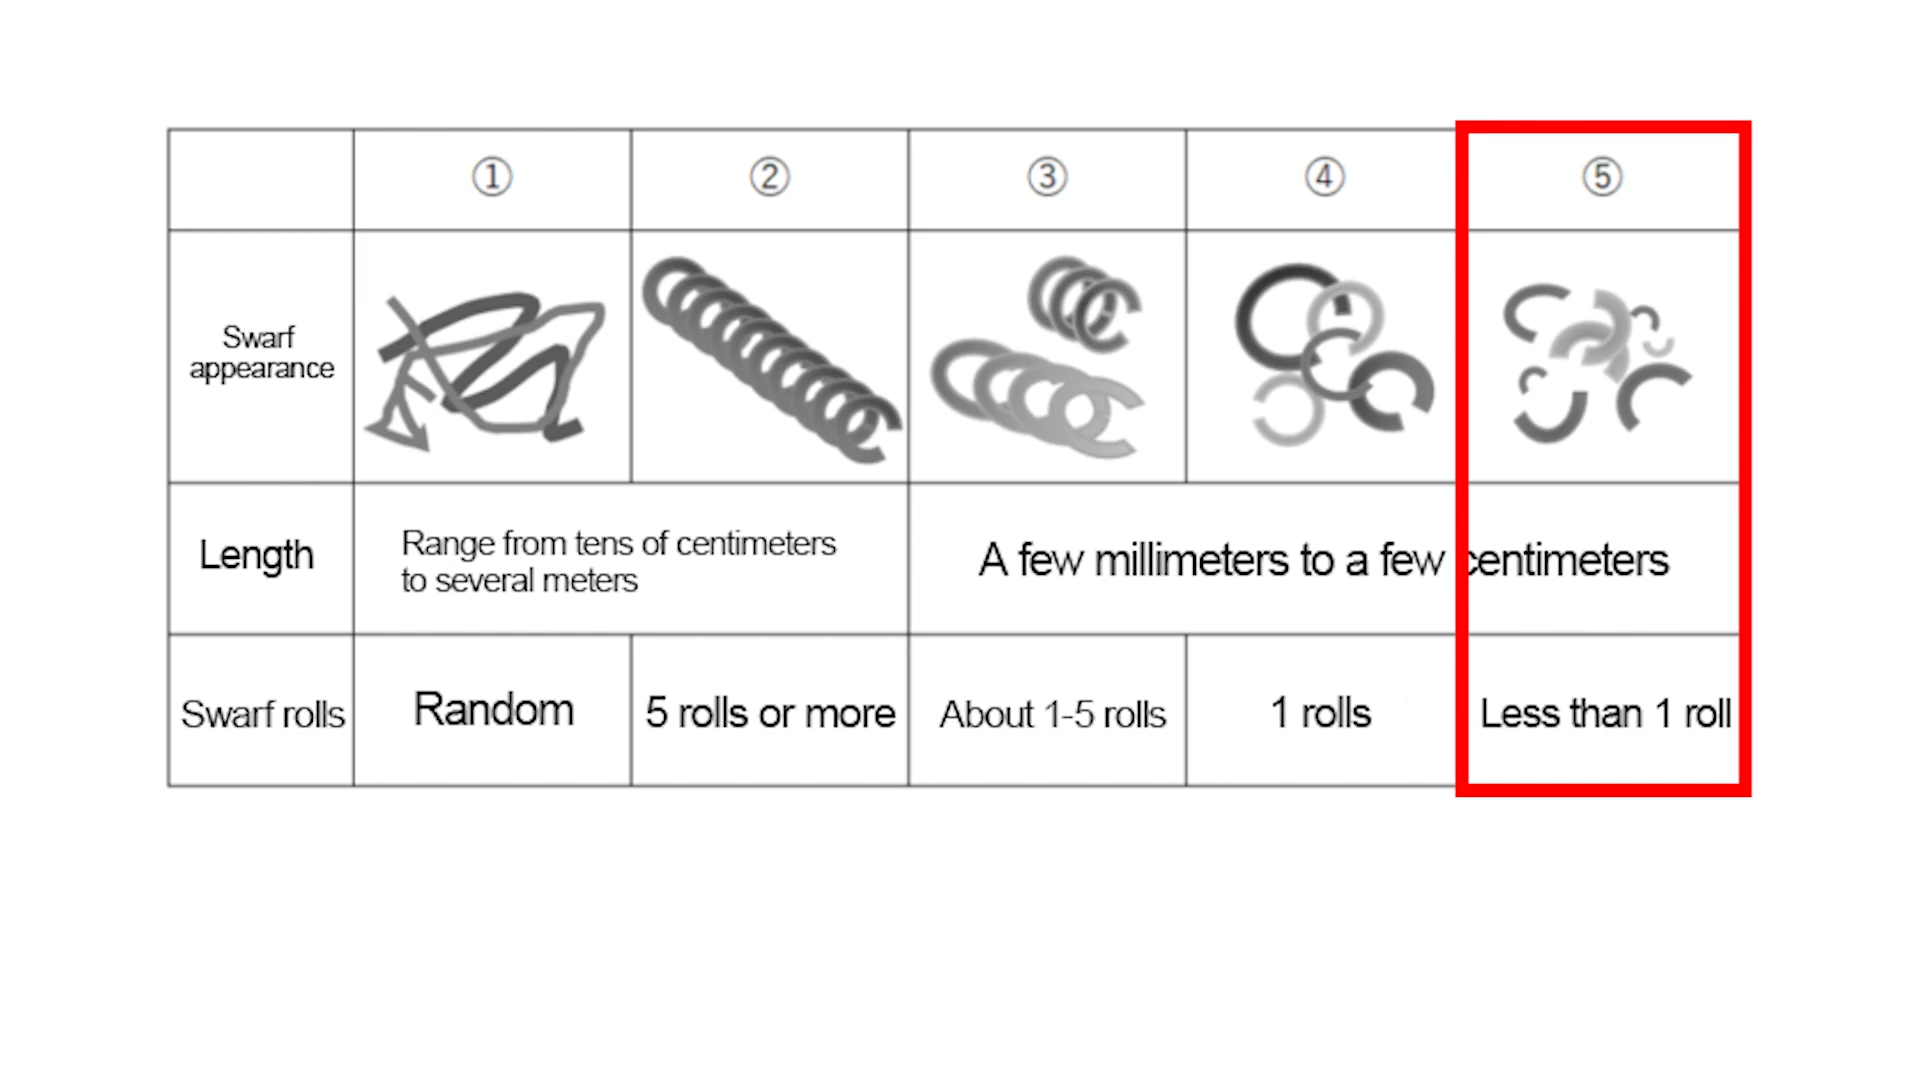 ① ② ③ ④ ⑤
Swarf
appearance
Length
Range from tens of centimeters
to several meters
A few millimeters to a few centimeters
Swarf rolls
Random
5 rolls or more
About 1-5 rolls
1 rolls
Less than 1 roll